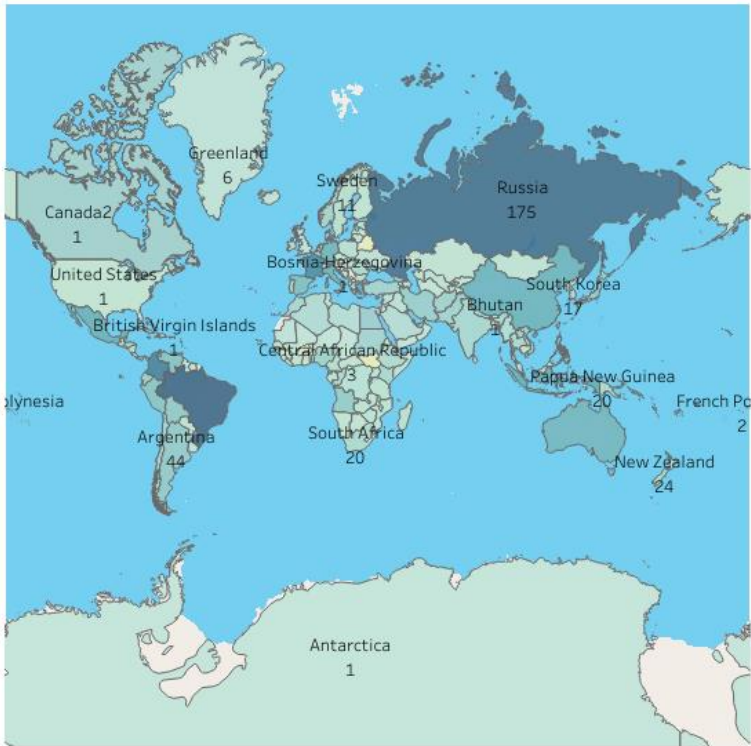 Greenland
6
Sweden
11
Russia
175
Canada2
1
Bosnia-Herzegovina
1
United States
1
South Korea
17
Bhutan
1
British Virgin Islands
1
Central African Republic
3
Papua New Guinea
20
olynesia
French Po
2
Argentina
44
South Africa
20
New Zealand
24
Antarctica
1